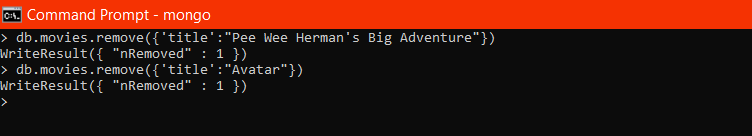 Command Prompt - mongo
> db.movies.remove({'title':"Pee Wee Herman's Big Adventure"})
WriteResult({ "nRemoved" : 1 })
> db.movies.remove({'title':"Avatar"})
WriteResult({ "nRemoved" : 1 })
>